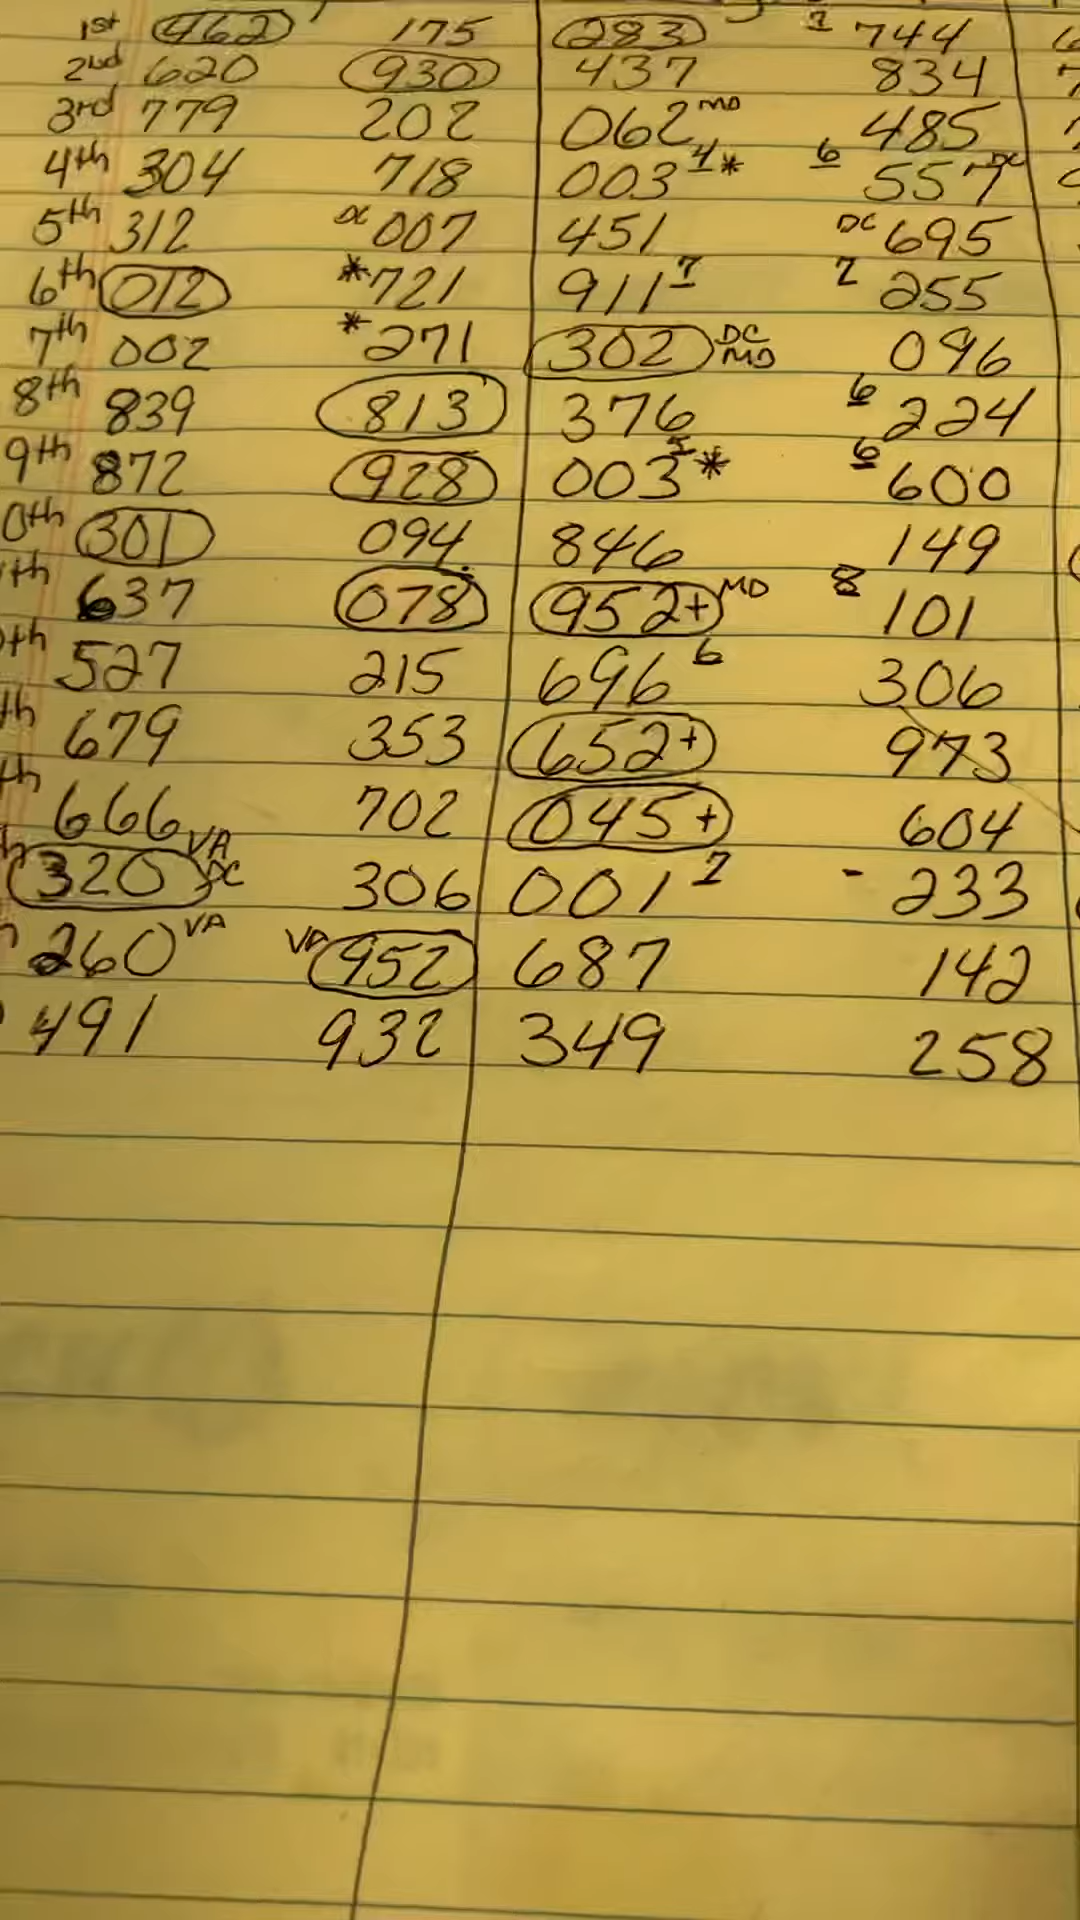 1st 462 175 283 1 744
2nd 620 930 437 834
3rd 779 202 062 MD 485
4th 304 718 003 4 * 6 557 DC
5th 312 DC 007 451 DC 695
6th 012 *721 911 7 255
7th 002 *271 302 DC MD 096
8th 839 813 376 6 224
9th 872 928 003 * 6 600
0th 301 094 846 149
th 637 078 952+ MD 8 101
th 527 215 696 6 306
th 679 353 652+ 973
th 666 VA 702 045+ 604
h 320 DC 306 001 - 233
260 VA VA 952 687 142
491 932 349 258